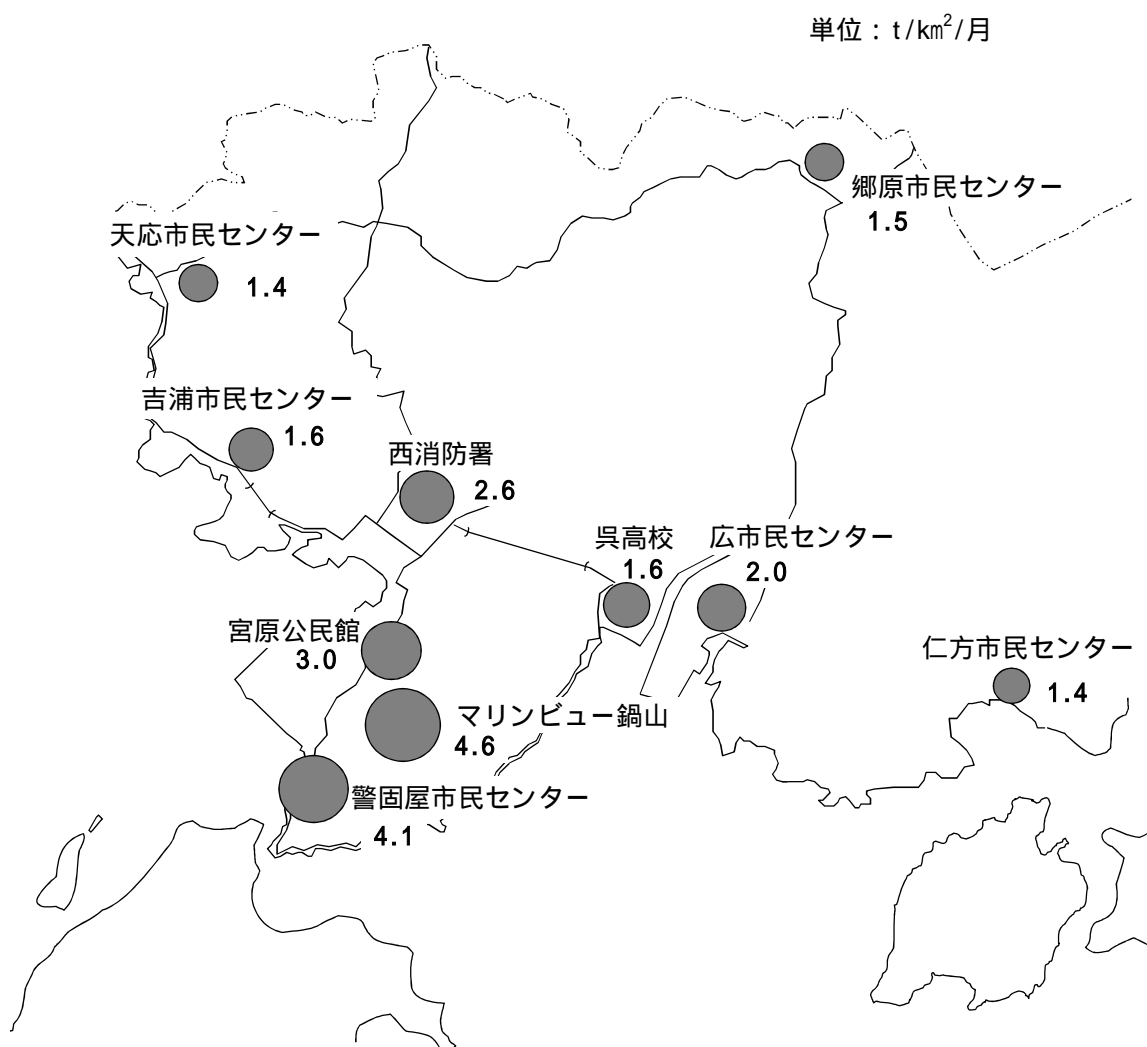 単位：t/km²/月
郷原市民センター
1.5
天応市民センター
1.4
吉浦市民センター
1.6
西消防署
2.6
呉高校
1.6
広市民センター
2.0
宮原公民館
3.0
仁方市民センター
1.4
マリンビュー鍋山
4.6
警固屋市民センター
4.1